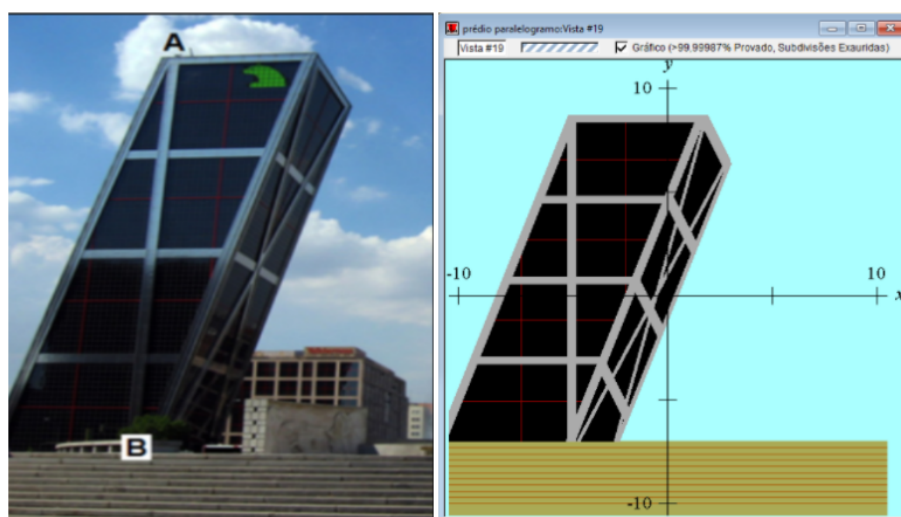 A
B
prédio paralelogramo:Vista #19
Vista #19
Gráfico (>99.99987% Provado, Subdivisões Exauridas)
y
10
-10
10
x
-10